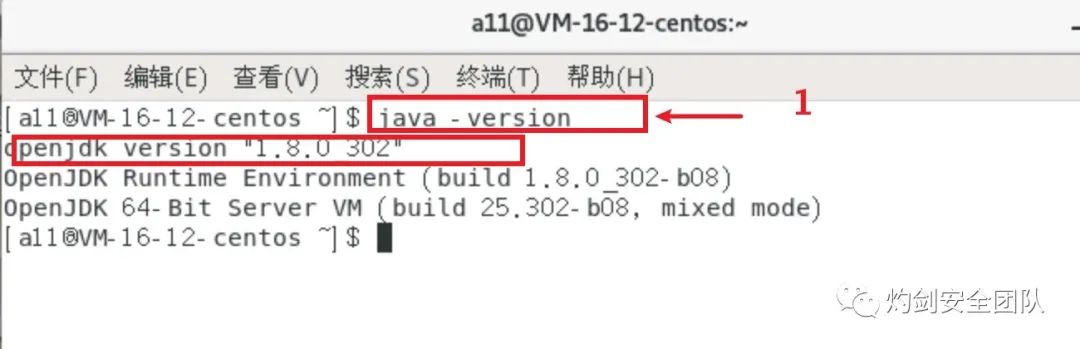 a11@VM-16-12-centos:~
文件(F) 编辑(E) 查看(V) 搜索(S) 终端(T) 帮助(H)
[a11@VM-16-12-centos ~]$ java -version
1
openjdk version "1.8.0_302"
OpenJDK Runtime Environment (build 1.8.0_302-b08)
OpenJDK 64-Bit Server VM (build 25.302-b08, mixed mode)
[a11@VM-16-12-centos ~]$
灼剑安全团队